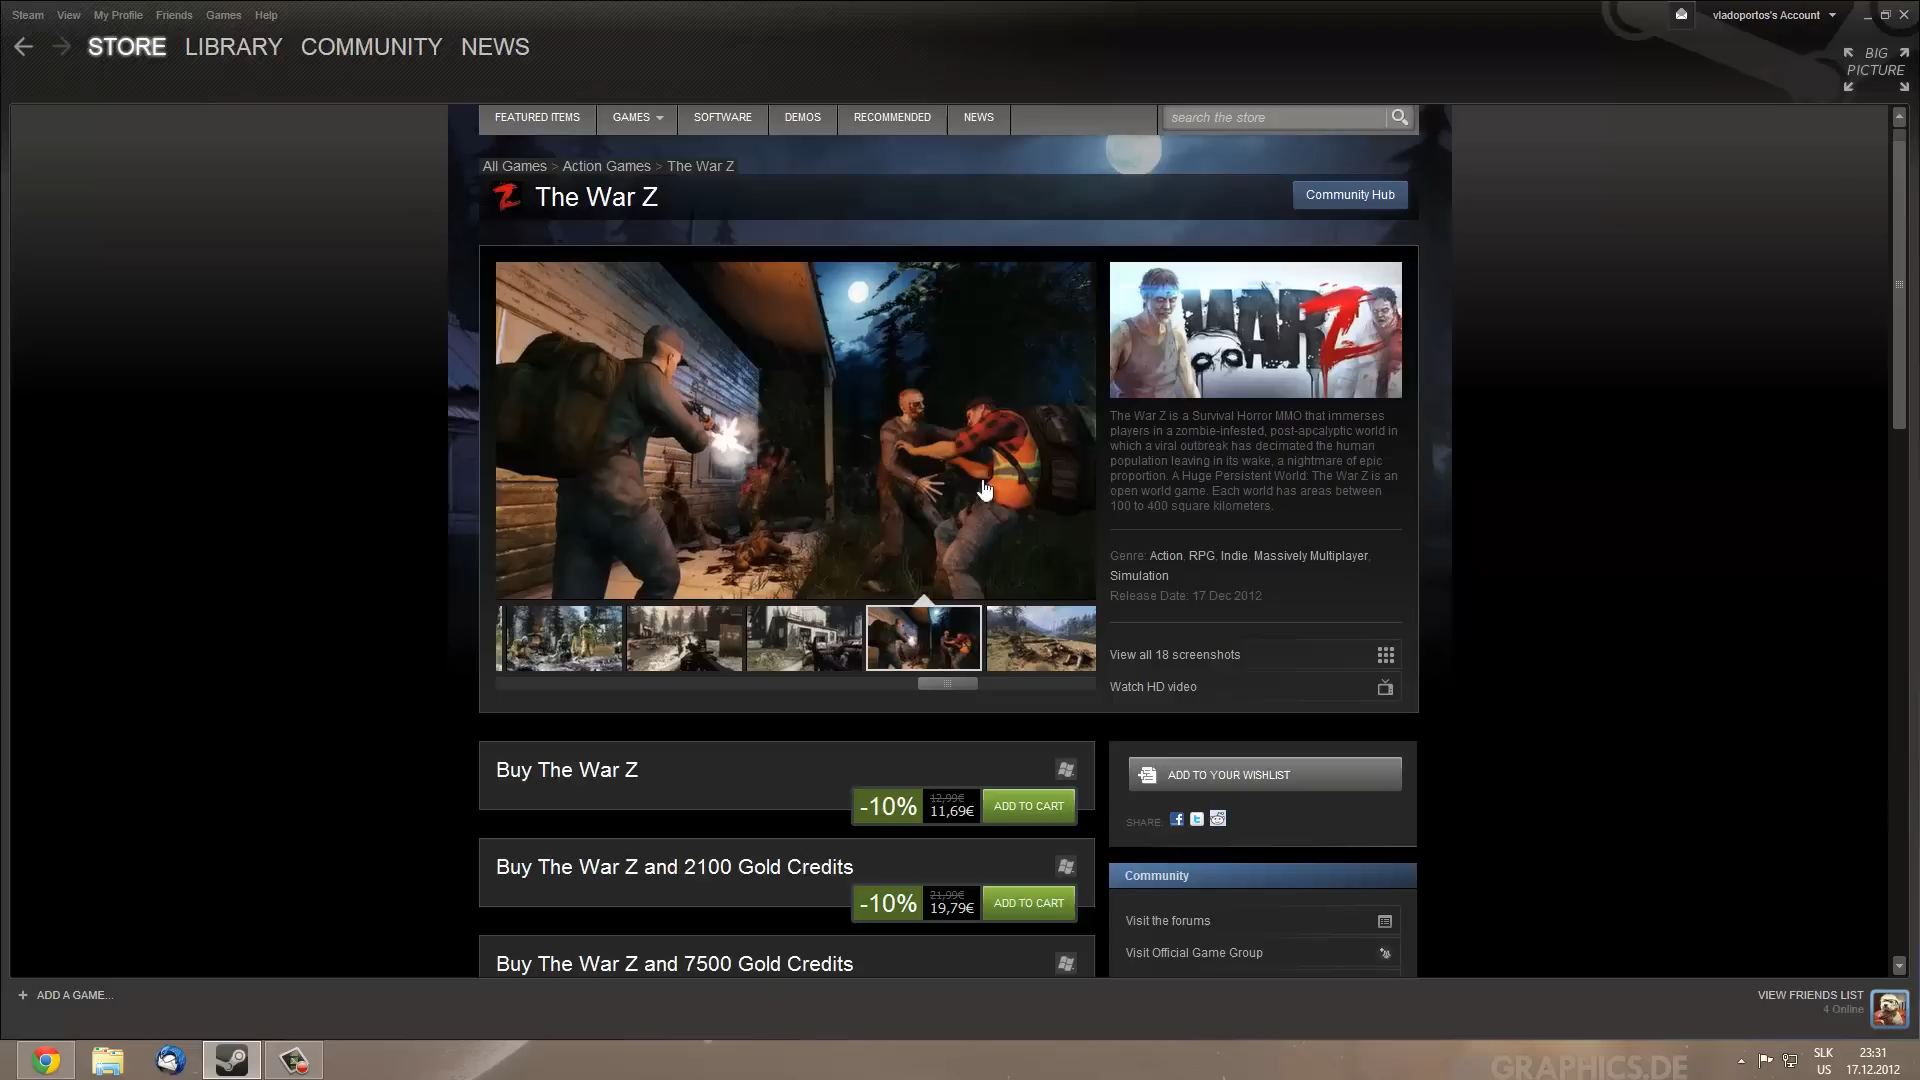 Steam View My Profile Friends Games Help
vladoportos's Account
STORE LIBRARY COMMUNITY NEWS
BIG
PICTURE
FEATURED ITEMS GAMES SOFTWARE DEMOS RECOMMENDED NEWS
search the store
All Games > Action Games > The War Z
Z The War Z
Community Hub
WAR Z
The War Z is a Survival Horror MMO that immerses
players in a zombie-infested, post-apcalyptic world in
which a viral outbreak has decimated the human
population leaving in its wake, a nightmare of epic
proportion. A Huge Persistent World: The War Z is an
open world game. Each world has areas between
100 to 400 square kilometers.
Genre: Action, RPG, Indie, Massively Multiplayer,
Simulation
Release Date: 17 Dec 2012
View all 18 screenshots
Watch HD video
Buy The War Z
-10% 12,99€ 11,69€ ADD TO CART
Buy The War Z and 2100 Gold Credits
-10% 21,99€ 19,79€ ADD TO CART
Buy The War Z and 7500 Gold Credits
ADD TO YOUR WISHLIST
SHARE:
Community
Visit the forums
Visit Official Game Group
+ ADD A GAME...
VIEW FRIENDS LIST
4 Online
GRAPHICS.DE
SLK
US
23:31
17.12.2012